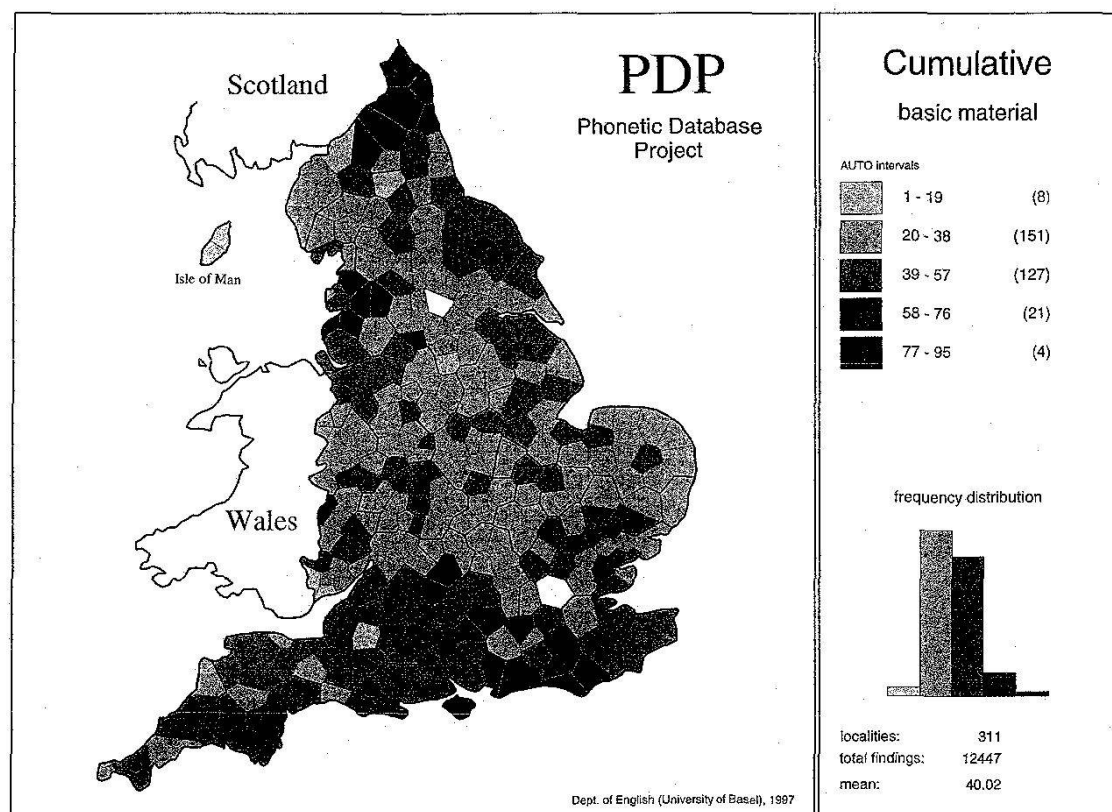 Scotland
PDP
Phonetic Database
Project
Isle of Man
Wales
Dept. of English (University of Basel), 1997
Cumulative
basic material
AUTO intervals
1 - 19 (8)
20 - 38 (151)
39 - 57 (127)
58 - 76 (21)
77 - 95 (4)
frequency distribution
localities: 311
total findings: 12447
mean: 40.02